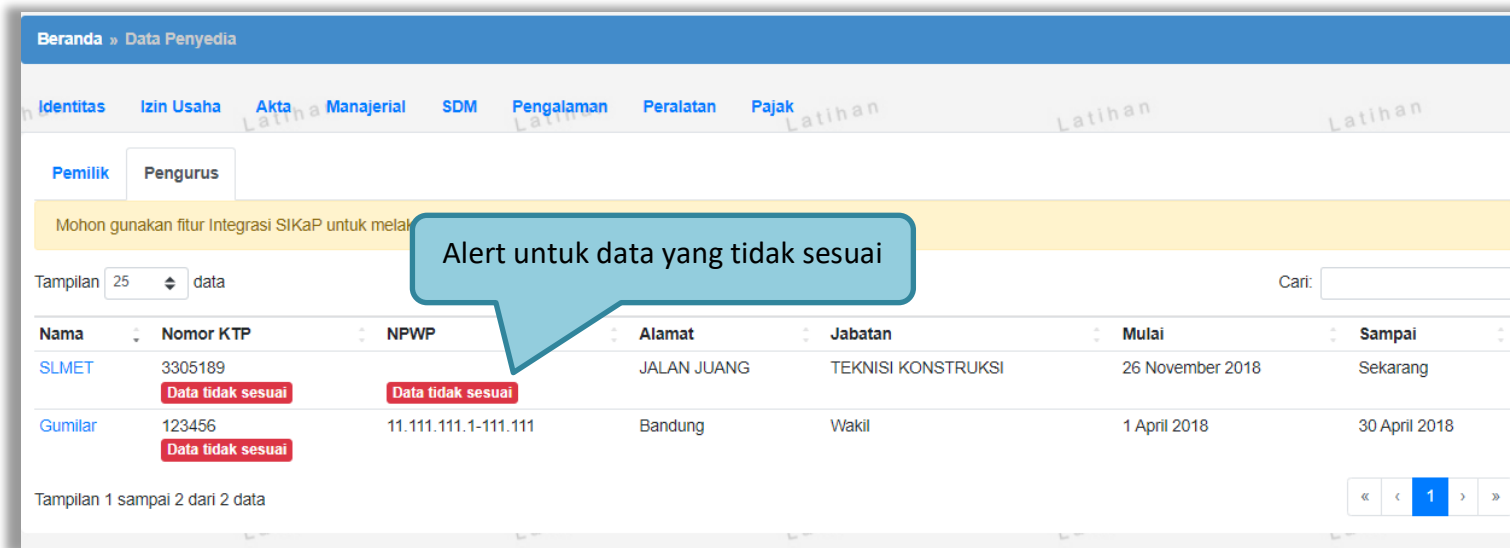 Beranda » Data Penyedia
Identitas Izin Usaha Akta Manajerial SDM Pengalaman Peralatan Pajak
Latihan Latihan Latihan Latihan Latihan
Pemilik Pengurus
Mohon gunakan fitur Integrasi SIKaP untuk
Alert untuk data yang tidak sesuai
Tampilan 25 data Cari:
Nama Nomor KTP NPWP Alamat Jabatan Mulai Sampai
SLMET 3305189 JALAN JUANG TEKNISI KONSTRUKSI 26 November 2018 Sekarang
Data tidak sesuai Data tidak sesuai
Gumilar 123456 11.111.111.1-111.111 Bandung Wakil 1 April 2018 30 April 2018
Data tidak sesuai
Tampilan 1 sampai 2 dari 2 data « ‹ 1 › »